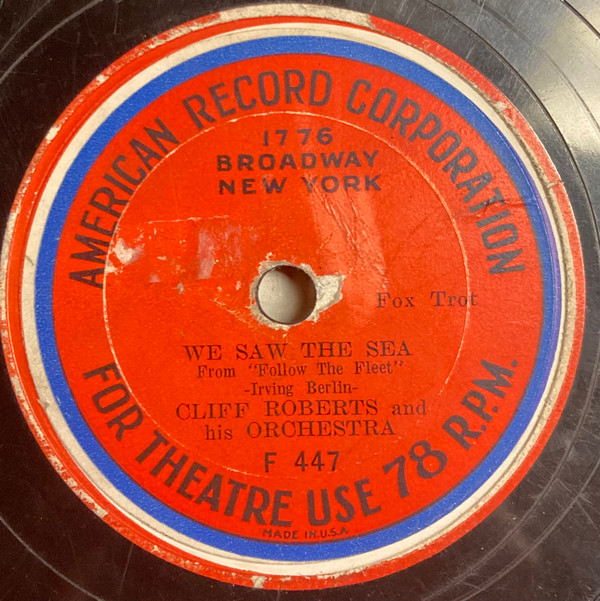 AMERICAN RECORD CORPORATION
1776
BROADWAY
NEW YORK
Fox Trot
WE SAW THE SEA
From "Follow The Fleet"
-Irving Berlin-
CLIFF ROBERTS and
his ORCHESTRA
F 447
FOR THEATRE USE 78 R.P.M.
MADE IN U.S.A